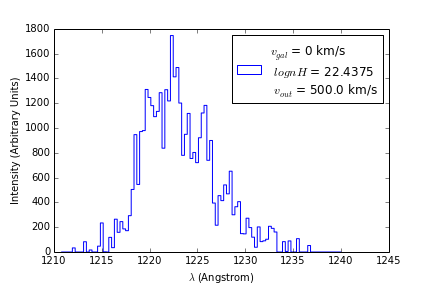 1800
1600
1400
1200
1000
800
600
400
200
0
Intensity (Arbitrary Units)
v_gal = 0 km/s
lognH = 22.4375
v_out = 500.0 km/s
1210 1215 1220 1225 1230 1235 1240 1245
λ (Angstrom)